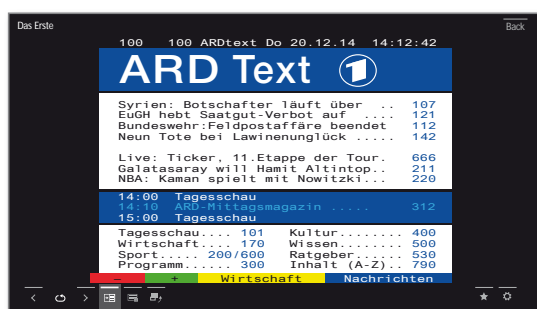 Das Erste
Back
100 100 ARDtext Do 20.12.14 14:12:42
ARD Text 1
Syrien: Botschafter läuft über .. 107
EuGH hebt Saatgut-Verbot auf .... 121
Bundeswehr:Feldpostaffäre beendet 112
Neun Tote bei Lawinenunglück ..... 142
Live: Ticker, 11.Etappe der Tour. 666
Galatasaray will Hamit Altintop.. 211
NBA: Kaman spielt mit Nowitzki... 220
14:00 Tagesschau
14:10 ARD-Mittagsmagazin ..... 312
15:00 Tagesschau
Tagesschau.... 101 Kultur........ 400
Wirtschaft.... 170 Wissen........ 500
Sport..... 200/600 Ratgeber...... 530
Programm...... 300 Inhalt (A-Z).. 790
- + Wirtschaft Nachrichten